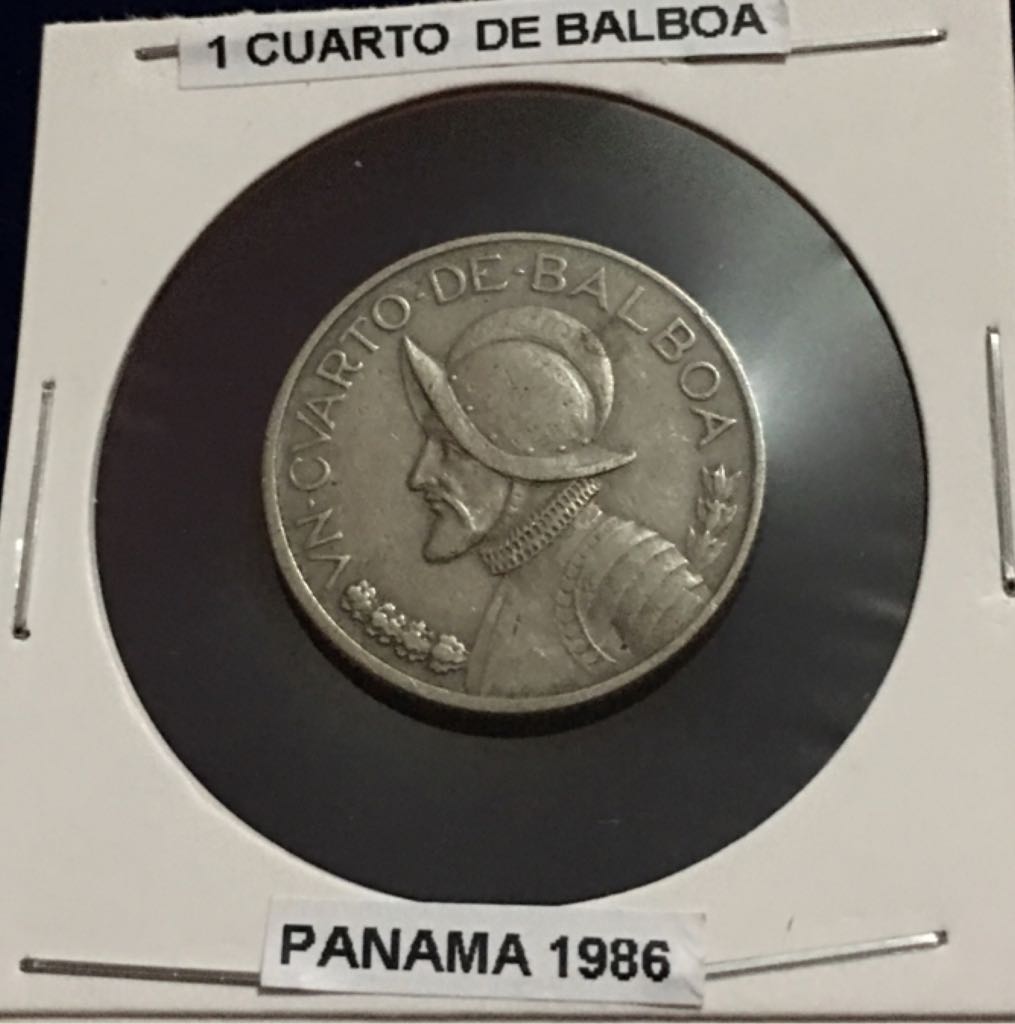 1 CUARTO DE BALBOA
VN·CVARTO·DE·BALBOA
PANAMA 1986